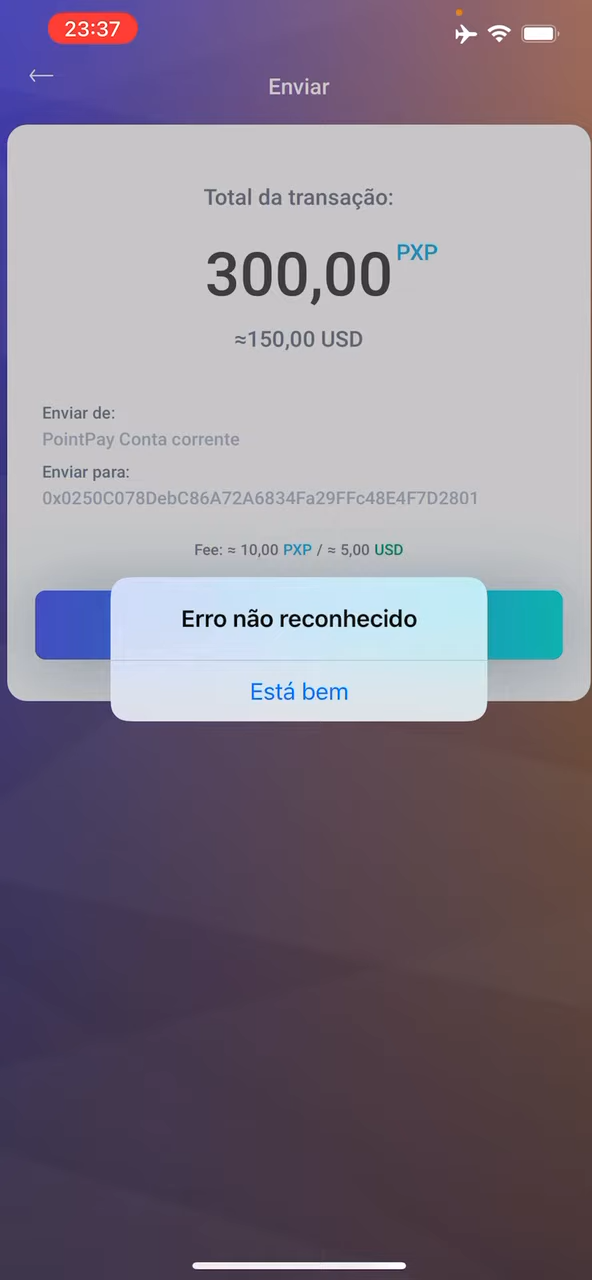 23:37
Enviar
Total da transação:
300,00 PXP
≈150,00 USD
Enviar de:
PointPay Conta corrente
Enviar para:
0x0250C078DebC86A72A6834Fa29FFc48E4F7D2801
Fee: ≈ 10,00 PXP / ≈ 5,00 USD
Erro não reconhecido
Está bem